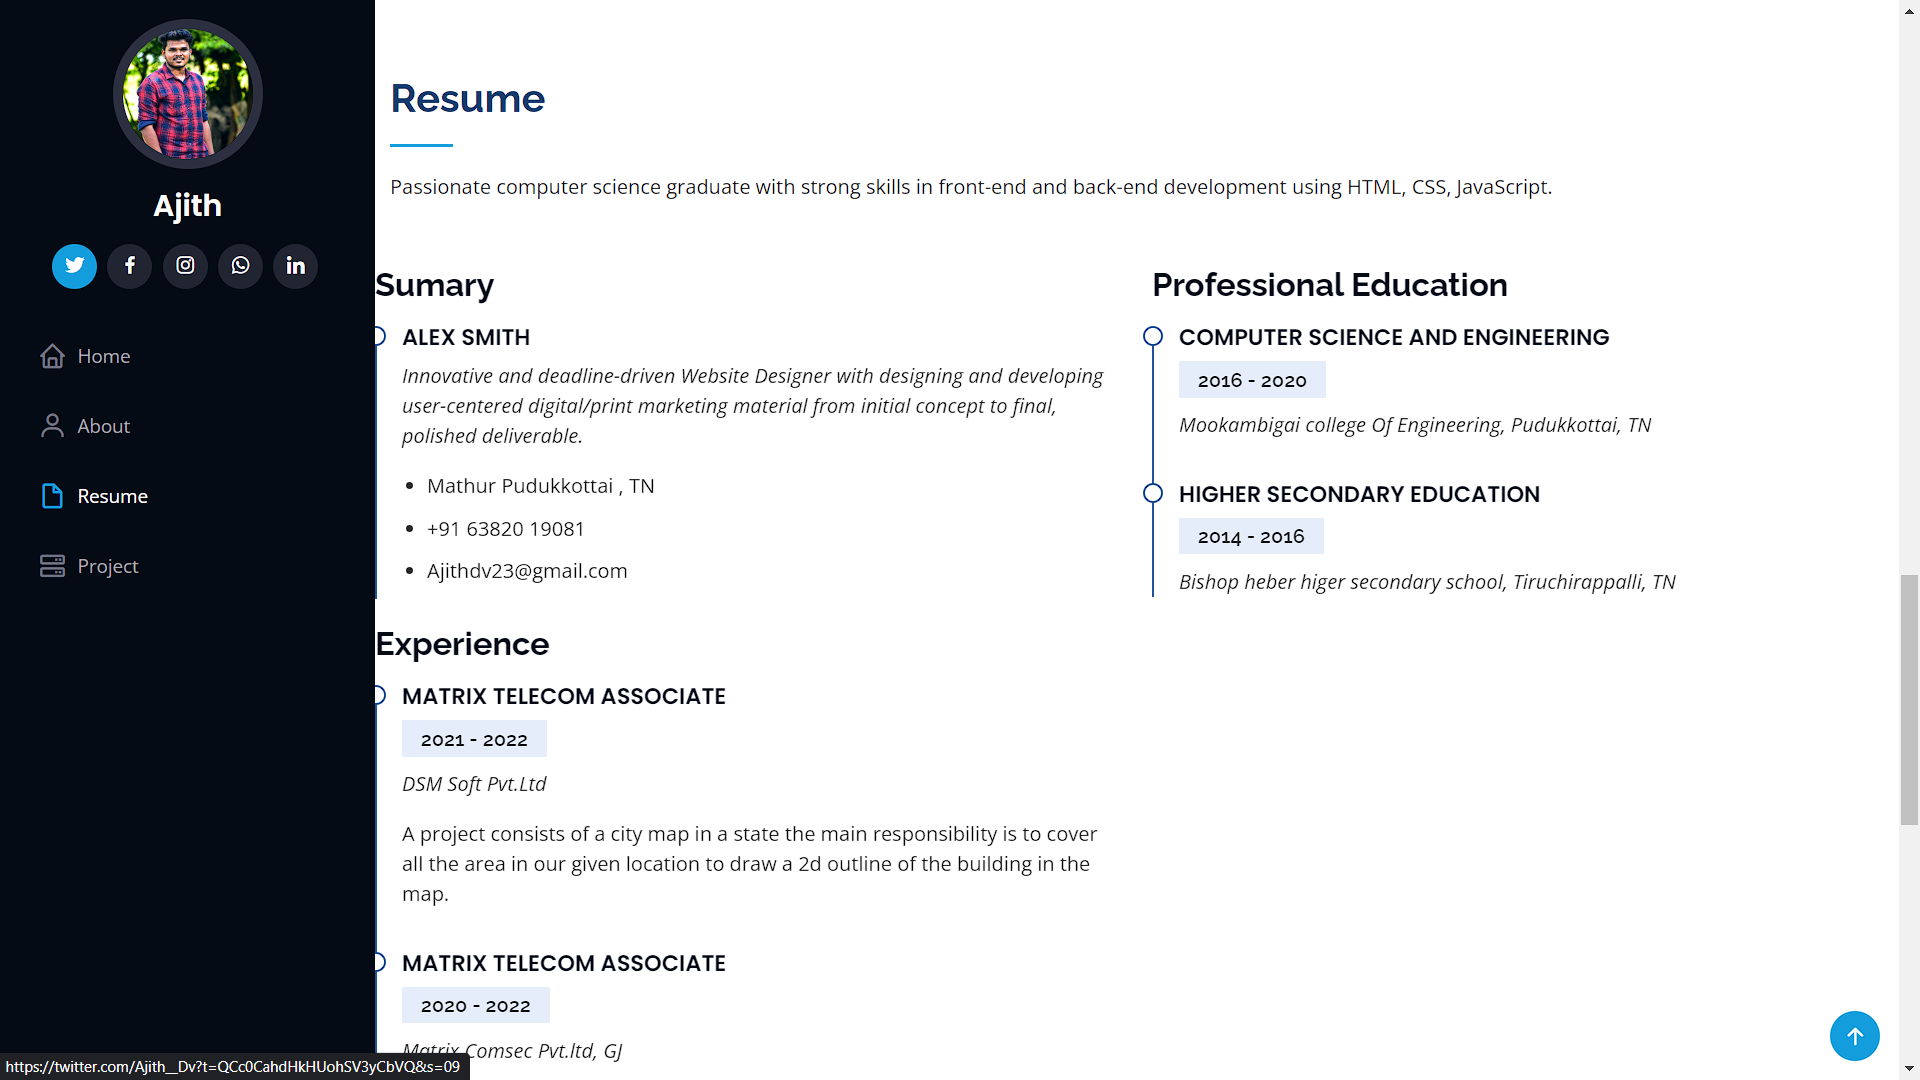 Ajith
Home
About
Resume
Project
Resume
Passionate computer science graduate with strong skills in front-end and back-end development using HTML, CSS, JavaScript.
Sumary
ALEX SMITH
Innovative and deadline-driven Website Designer with designing and developing
user-centered digital/print marketing material from initial concept to final,
polished deliverable.
Mathur Pudukkottai , TN
+91 63820 19081
Ajithdv23@gmail.com
Experience
MATRIX TELECOM ASSOCIATE
2021 - 2022
DSM Soft Pvt.Ltd
A project consists of a city map in a state the main responsibility is to cover
all the area in our given location to draw a 2d outline of the building in the
map.
MATRIX TELECOM ASSOCIATE
2020 - 2022
Matrix Comsec Pvt.ltd, GJ
Professional Education
COMPUTER SCIENCE AND ENGINEERING
2016 - 2020
Mookambigai college Of Engineering, Pudukkottai, TN
HIGHER SECONDARY EDUCATION
2014 - 2016
Bishop heber higer secondary school, Tiruchirappalli, TN
https://twitter.com/Ajith__Dv?t=QCc0CahdHkHUohSV3yCbVQ&s=09